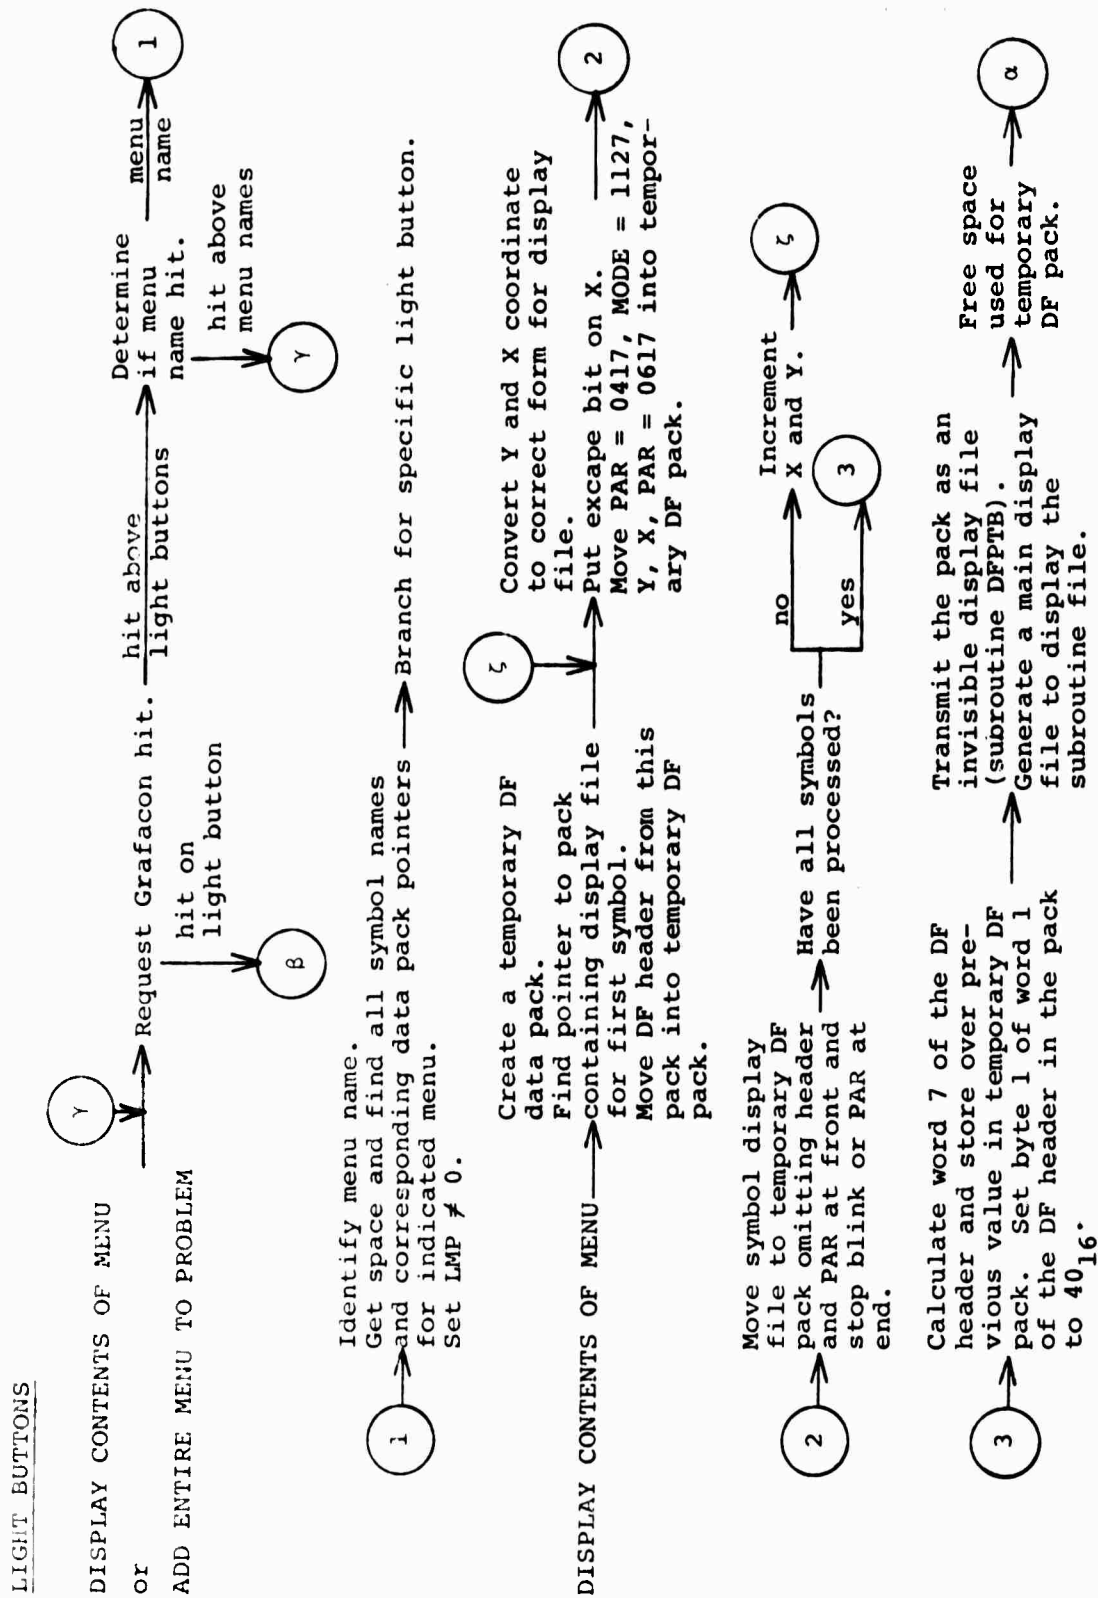 LIGHT BUTTONS
DISPLAY CONTENTS OF MENU
or
ADD ENTIRE MENU TO PROBLEM
γ
Request Grafacon hit.
hit on
light button
β
hit above
light buttons
Determine
if menu
name hit.
hit above
menu names
γ
menu
name
1
1
Identify menu name.
Get space and find all symbol names
and corresponding data pack pointers
for indicated menu.
Set LMP ≠ 0.
Branch for specific light button.
DISPLAY CONTENTS OF MENU
Create a temporary DF
data pack.
Find pointer to pack
containing display file
for first symbol.
Move DF header from this
pack into temporary DF
pack.
ζ
Convert Y and X coordinate
to correct form for display
file.
Put excape bit on X.
Move PAR = 0417, MODE = 1127,
Y, X, PAR = 0617 into tempor-
ary DF pack.
2
2
Move symbol display
file to temporary DF
pack omitting header
and PAR at front and
stop blink or PAR at
end.
Have all symbols
been processed?
no
yes
Increment
X and Y.
ζ
3
3
Calculate word 7 of the DF
header and store over pre-
vious value in temporary DF
pack. Set byte 1 of word 1
of the DF header in the pack
to 40₁₆.
Transmit the pack as an
invisible display file
(subroutine DFPTB).
Generate a main display
file to display the
subroutine file.
Free space
used for
temporary
DF pack.
α